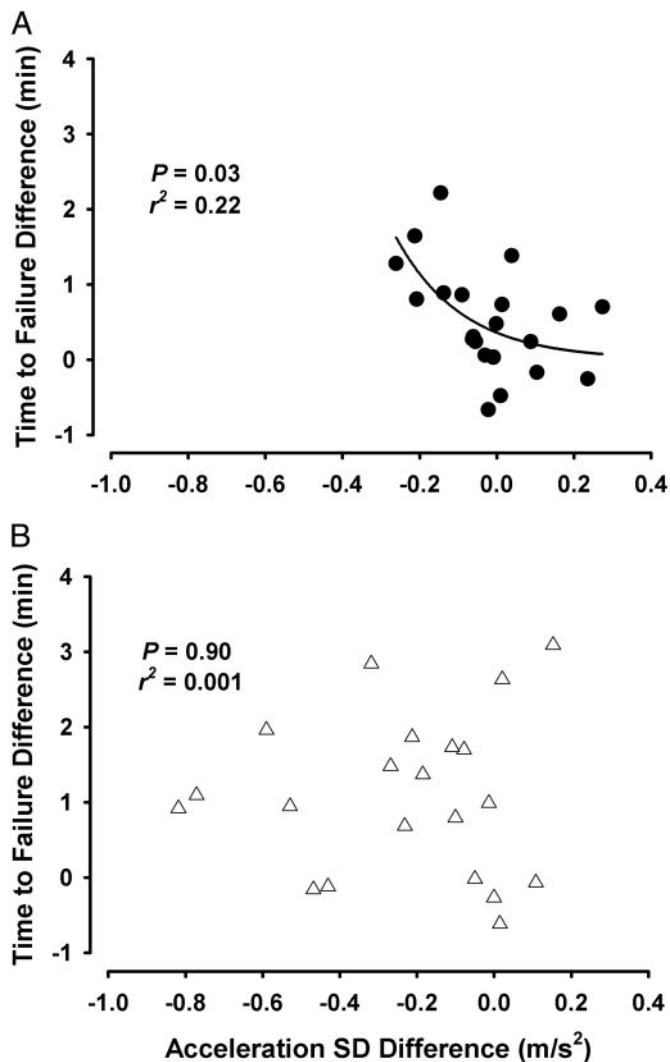 A
Time to Failure Difference (min)
4
3
2
1
0
-1
P = 0.03
r² = 0.22
-1.0 -0.8 -0.6 -0.4 -0.2 0.0 0.2 0.4
B
Time to Failure Difference (min)
4
3
2
1
0
-1
P = 0.90
r² = 0.001
-1.0 -0.8 -0.6 -0.4 -0.2 0.0 0.2 0.4
Acceleration SD Difference (m/s²)